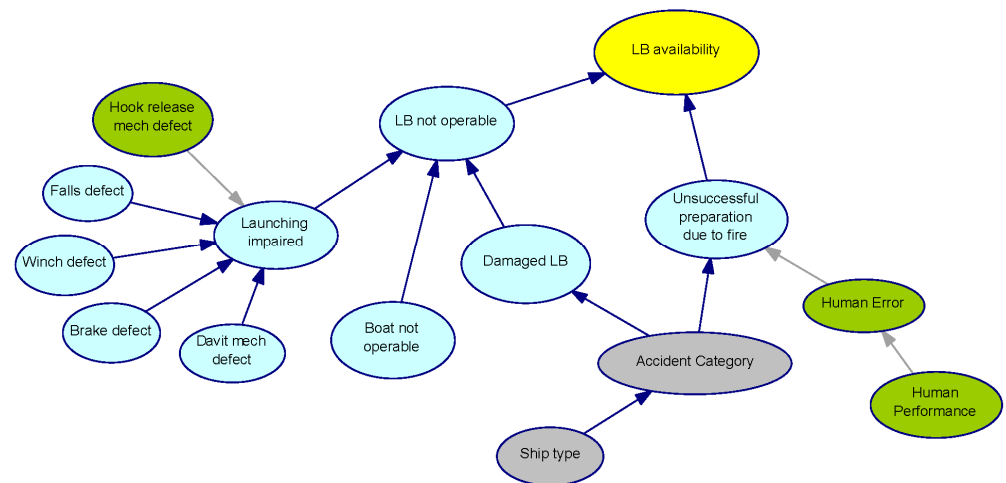 LB availability
Hook release
mech defect
LB not operable
Falls defect
Launching
impaired
Unsuccessful
preparation
due to fire
Winch defect
Damaged LB
Human Error
Brake defect
Davit mech
defect
Boat not
operable
Accident Category
Human
Performance
Ship type